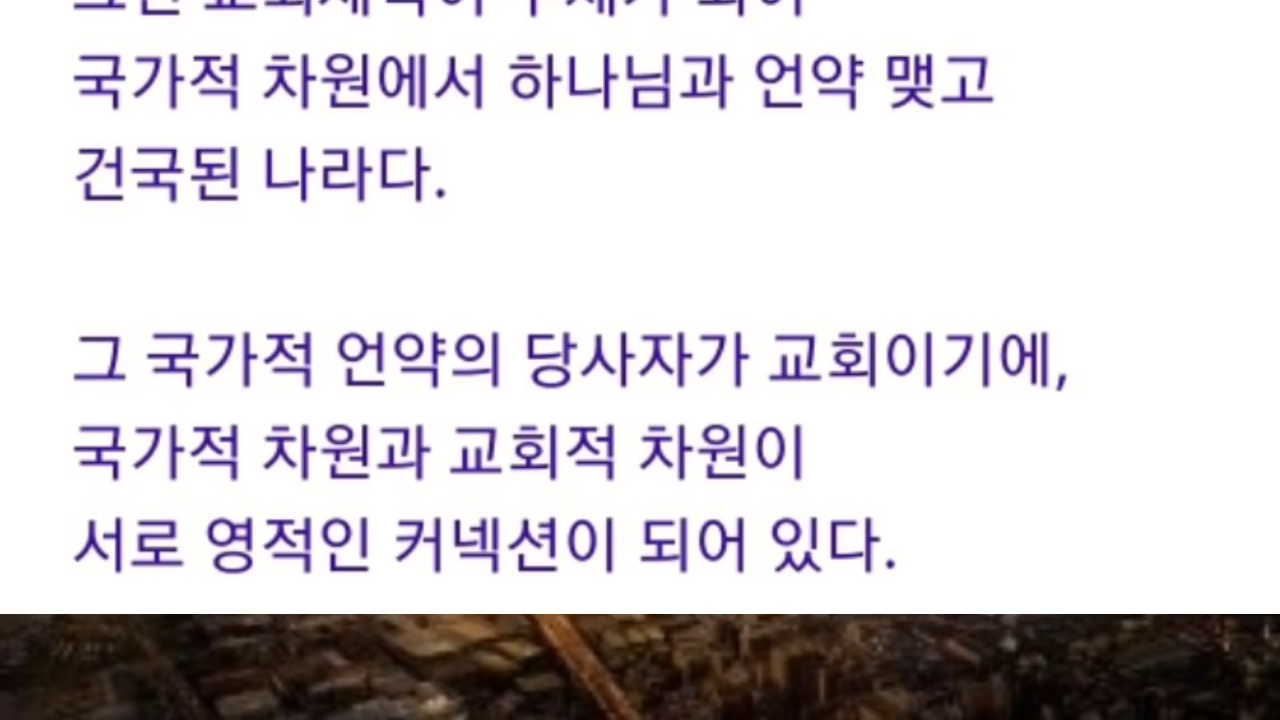 국가적 차원에서 하나님과 언약 맺고
건국된 나라다.
그 국가적 언약의 당사자가 교회이기에,
국가적 차원과 교회적 차원이
서로 영적인 커넥션이 되어 있다.